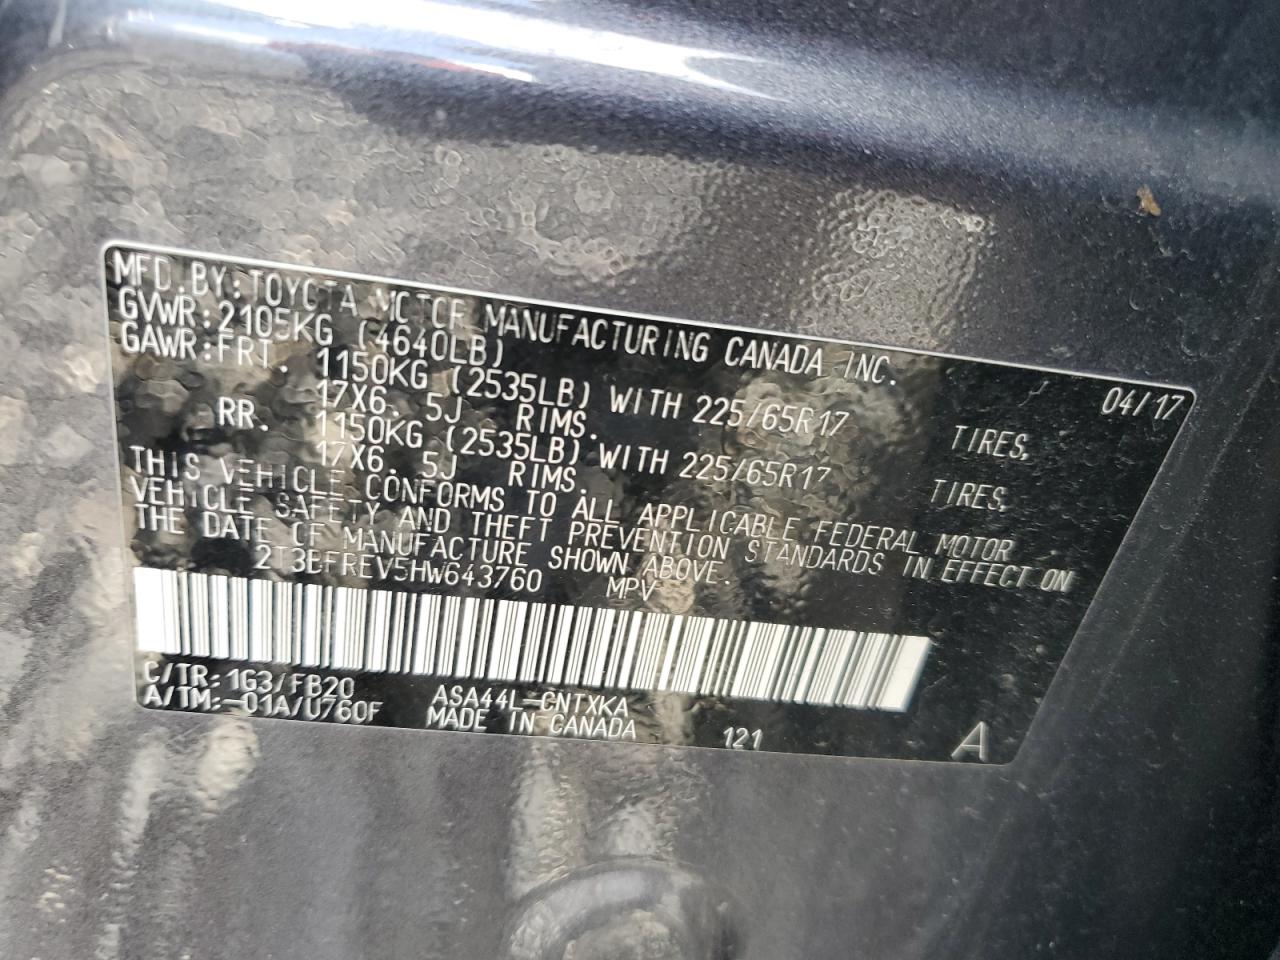 MFD. BY: TOYOTA MOTOR MANUFACTURING CANADA INC. 04/17
GVWR: 2105KG (4640LB)
GAWR: FRT. 1150KG (2535LB) WITH 225/65R17 TIRES,
17X6. 5J RIMS.
RR. 1150KG (2535LB) WITH 225/65R17 TIRES,
17X6. 5J RIMS.
THIS VEHICLE CONFORMS TO ALL APPLICABLE FEDERAL MOTOR
VEHICLE SAFETY AND THEFT PREVENTION STANDARDS IN EFFECT ON
THE DATE OF MANUFACTURE SHOWN ABOVE.
2T3BFREV5HW643760 MPV
C/TR: 1G3/FB20 ASA44L-CNTXKA
A/TM: -01A/U760F MADE IN CANADA 121 A